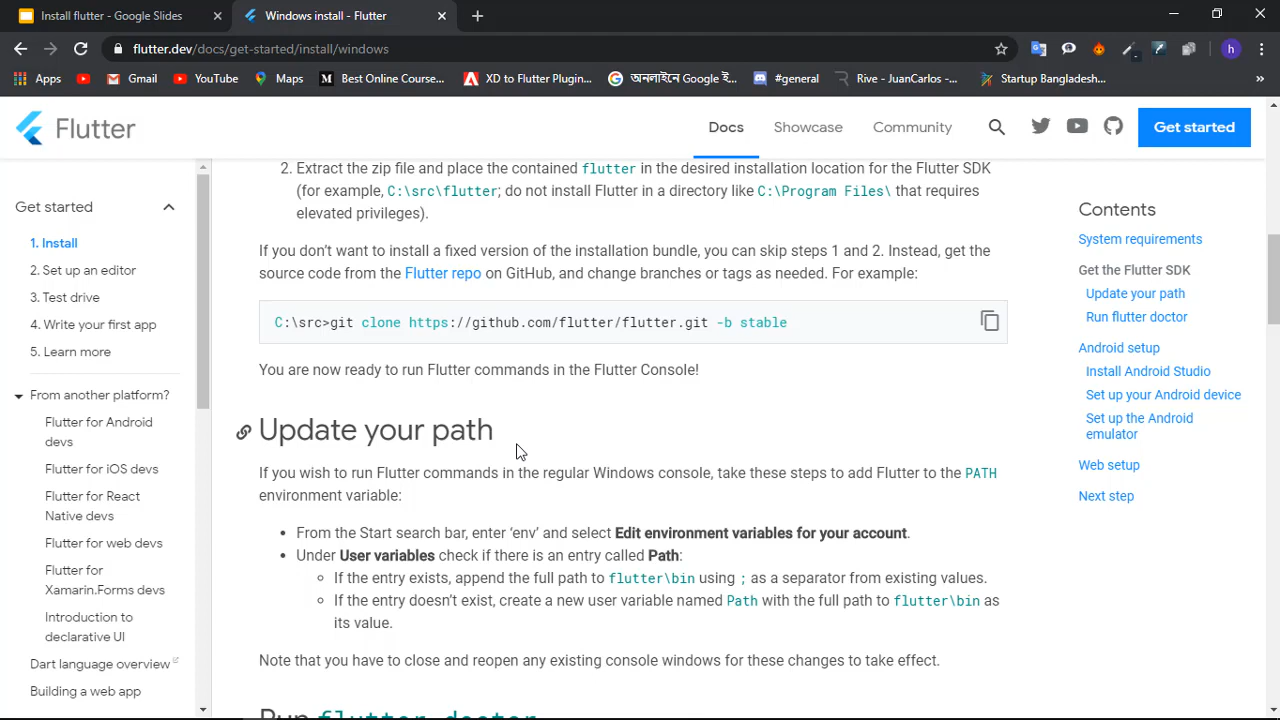 Install flutter - Google Slides
Windows install - Flutter
flutter.dev/docs/get-started/install/windows
h
Apps
Gmail
YouTube
Maps
Best Online Course...
XD to Flutter Plugin...
অনলাইনে Google ই...
#general
Rive - JuanCarlos -...
Startup Bangladesh...
»
Flutter
Docs
Showcase
Community
Get started
Get started
1. Install
2. Set up an editor
3. Test drive
4. Write your first app
5. Learn more
From another platform?
Flutter for Android
devs
Flutter for iOS devs
Flutter for React
Native devs
Flutter for web devs
Flutter for
Xamarin.Forms devs
Introduction to
declarative UI
Dart language overview
Building a web app
2. Extract the zip file and place the contained flutter in the desired installation location for the Flutter SDK
(for example, C:\src\flutter; do not install Flutter in a directory like C:\Program Files\ that requires
elevated privileges).
If you don’t want to install a fixed version of the installation bundle, you can skip steps 1 and 2. Instead, get the
source code from the Flutter repo on GitHub, and change branches or tags as needed. For example:
C:\src>git clone https://github.com/flutter/flutter.git -b stable
You are now ready to run Flutter commands in the Flutter Console!
Update your path
If you wish to run Flutter commands in the regular Windows console, take these steps to add Flutter to the PATH
environment variable:
• From the Start search bar, enter ‘env’ and select Edit environment variables for your account.
• Under User variables check if there is an entry called Path:
◦ If the entry exists, append the full path to flutter\bin using ; as a separator from existing values.
◦ If the entry doesn’t exist, create a new user variable named Path with the full path to flutter\bin as
its value.
Note that you have to close and reopen any existing console windows for these changes to take effect.
Run flutter doctor
Contents
System requirements
Get the Flutter SDK
Update your path
Run flutter doctor
Android setup
Install Android Studio
Set up your Android device
Set up the Android
emulator
Web setup
Next step